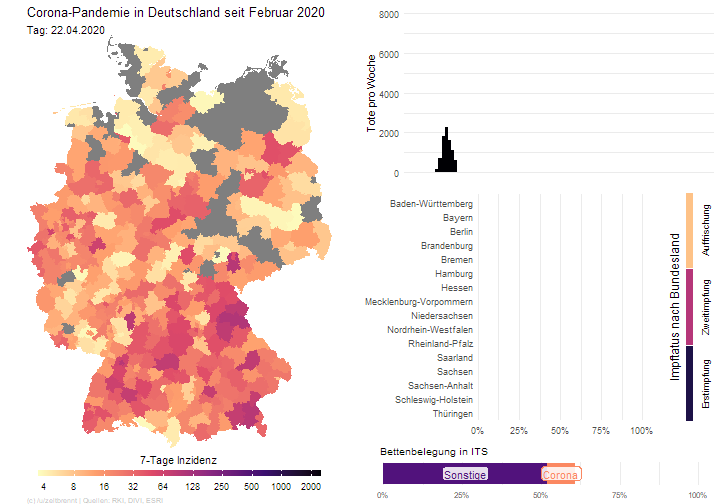 Corona-Pandemie in Deutschland seit Februar 2020
Tag: 22.04.2020
7-Tage Inzidenz
4 8 16 32 64 140 260 500 1000 2000
Tote pro Woche
8000
6000
4000
2000
0
Baden-Württemberg
Bayern
Berlin
Brandenburg
Bremen
Hamburg
Hessen
Mecklenburg-Vorpommern
Niedersachsen
Nordrhein-Westfalen
Rheinland-Pfalz
Saarland
Sachsen
Sachsen-Anhalt
Schleswig-Holstein
Thüringen
0% 25% 50% 75% 100%
Impfstatus nach Bundesland
Auffrischung
Zweitimpfung
Erstimpfung
Bettenbelegung in ITS
Sonstige
Corona
0% 25% 50% 75% 100%
| Quellen: RKI, DIVI, ESRI